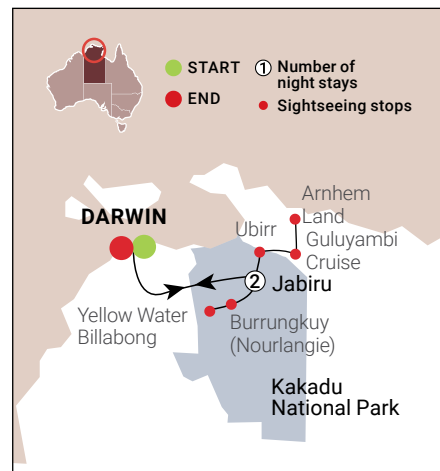 START
END
1 Number of
night stays
Sightseeing stops
Arnhem
Land
Guluyambi
Cruise
DARWIN
Ubirr
2 Jabiru
Yellow Water
Billabong
Burrungkuy
(Nourlangie)
Kakadu
National Park